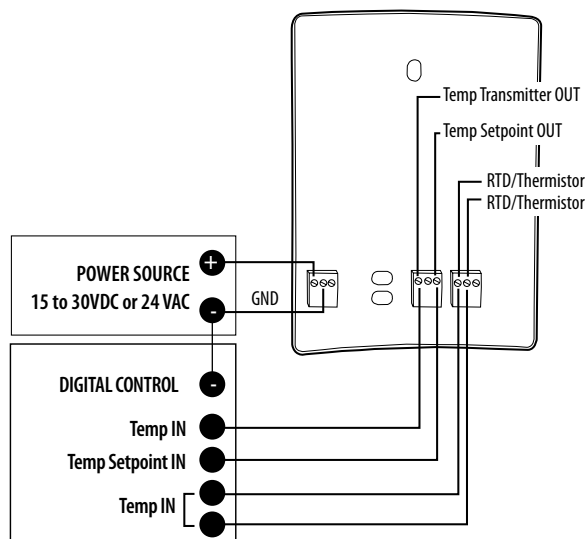 Temp Transmitter OUT
Temp Setpoint OUT
RTD/Thermistor
RTD/Thermistor
+
POWER SOURCE
15 to 30VDC or 24 VAC
-
GND
DIGITAL CONTROL
-
Temp IN
Temp Setpoint IN
Temp IN